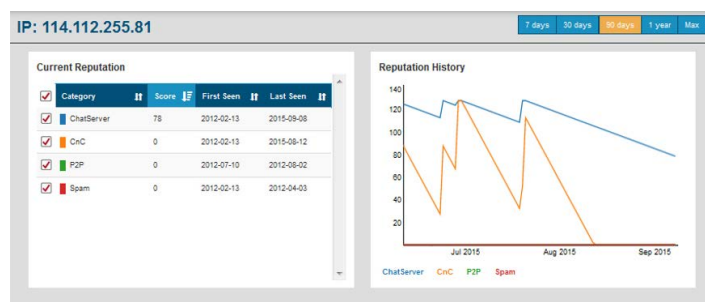 IP: 114.112.255.81
7 days 30 days 90 days 1 year Max
Current Reputation
Category Score First Seen Last Seen
ChatServer 78 2012-02-13 2015-09-08
CnC 0 2012-02-13 2015-08-12
P2P 0 2012-07-10 2012-08-02
Spam 0 2012-02-13 2012-04-03
Reputation History
140
120
100
80
60
40
20
Jul 2015 Aug 2015 Sep 2015
ChatServer CnC P2P Spam